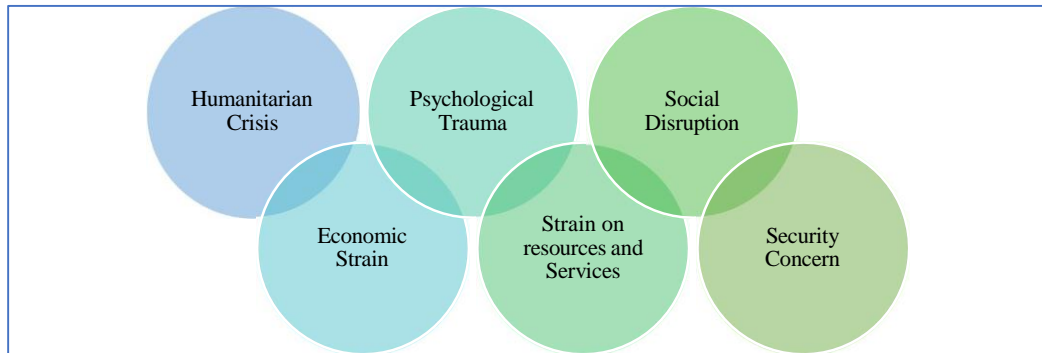 Humanitarian
Crisis
Psychological
Trauma
Social
Disruption
Economic
Strain
Strain on
resources and
Services
Security
Concern